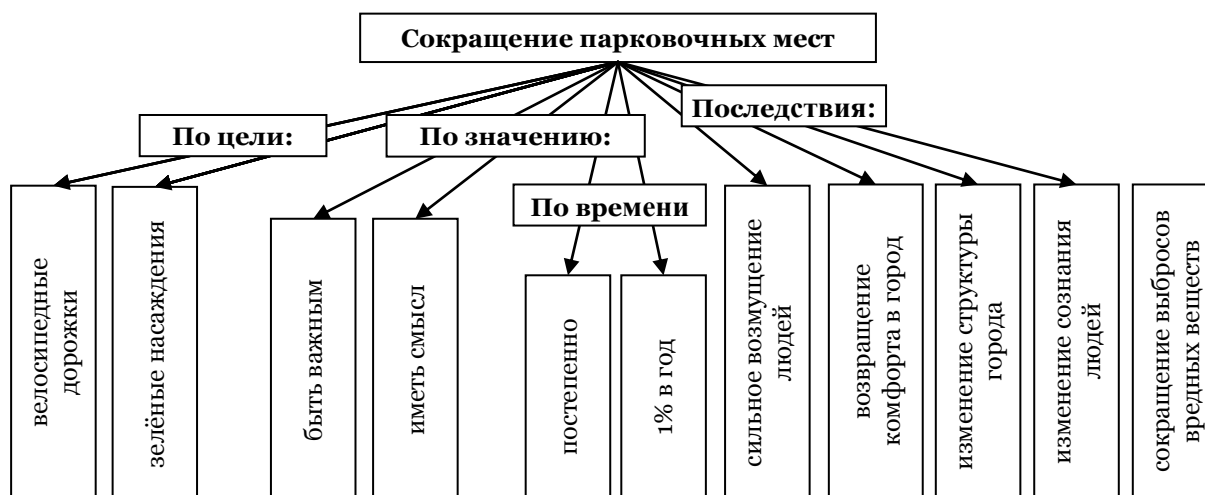 Сокращение парковочных мест
Последствия:
По цели:
По значению:
По времени
велосипедные
дорожки
зелёные насаждения
быть важным
иметь смысл
постепенно
1% в год
сильное возмущение
людей
возвращение
комфорта в город
изменение структуры
города
изменение сознания
людей
сокращение выбросов
вредных веществ